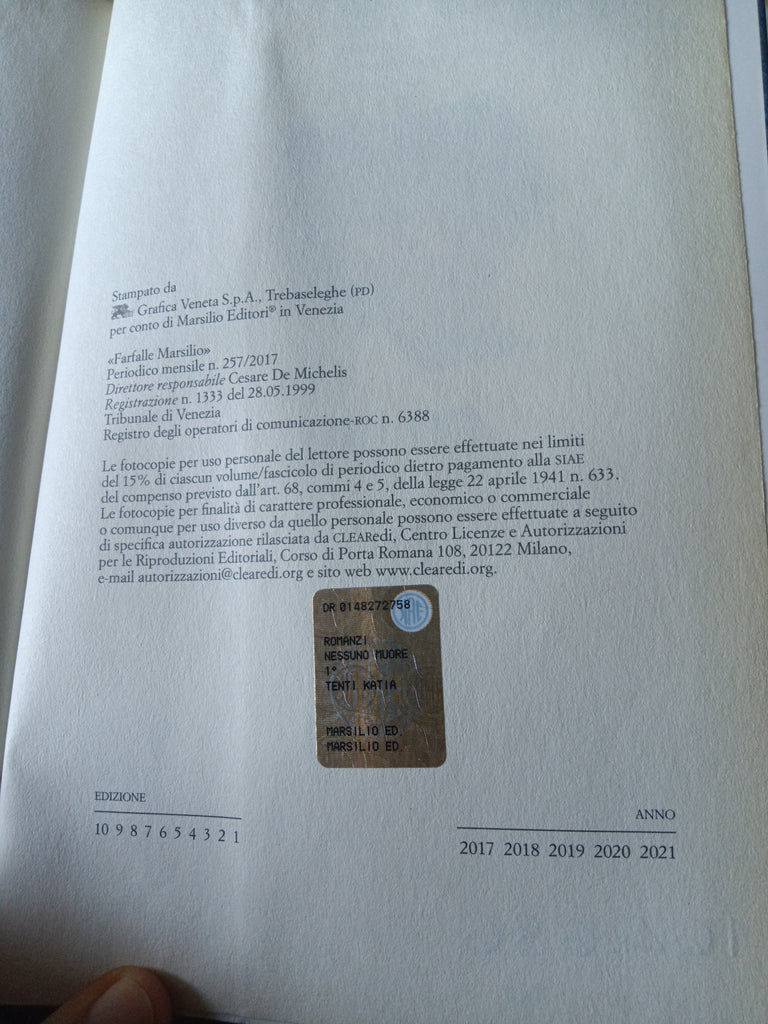 Stampato da
Grafica Veneta S.p.A., Trebaseleghe (PD)
per conto di Marsilio Editori® in Venezia
«Farfalle Marsilio»
Periodico mensile n. 257/2017
Direttore responsabile Cesare De Michelis
Registrazione n. 1333 del 28.05.1999
Tribunale di Venezia
Registro degli operatori di comunicazione-ROC n. 6388
Le fotocopie per uso personale del lettore possono essere effettuate nei limiti
del 15% di ciascun volume/fascicolo di periodico dietro pagamento alla SIAE
del compenso previsto dall'art. 68, commi 4 e 5, della legge 22 aprile 1941 n. 633.
Le fotocopie per finalità di carattere professionale, economico o commerciale
o comunque per uso diverso da quello personale possono essere effettuate a seguito
di specifica autorizzazione rilasciata da CLEARedi, Centro Licenze e Autorizzazioni
per le Riproduzioni Editoriali, Corso di Porta Romana 108, 20122 Milano,
e-mail autorizzazioni@clearedi.org e sito web www.clearedi.org.
DR 0148272758
ROMANZI
NESSUNO MUORE
1°
TENTI KATIA
MARSILIO ED.
MARSILIO ED.
EDIZIONE
10 9 8 7 6 5 4 3 2 1
ANNO
2017 2018 2019 2020 2021